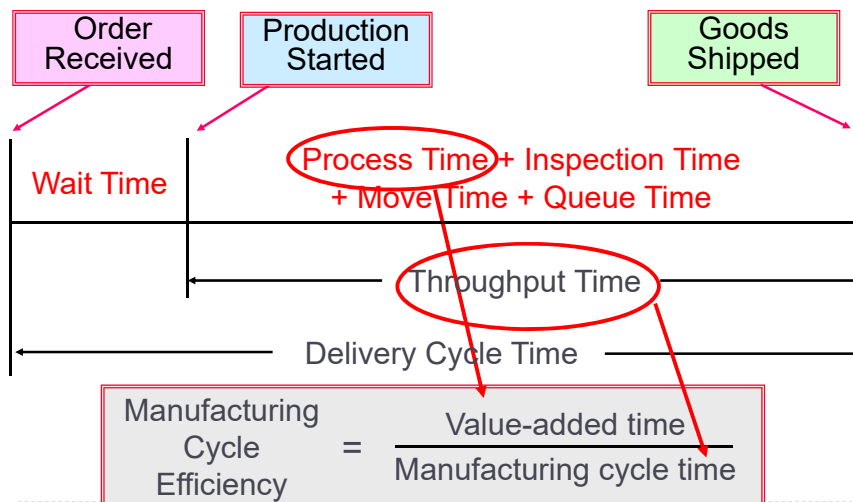 Order
Received
Production
Started
Goods
Shipped
Wait Time
Process Time + Inspection Time
+ Move Time + Queue Time
Throughput Time
Delivery Cycle Time
Manufacturing
Cycle
Efficiency
=
Value-added time
Manufacturing cycle time